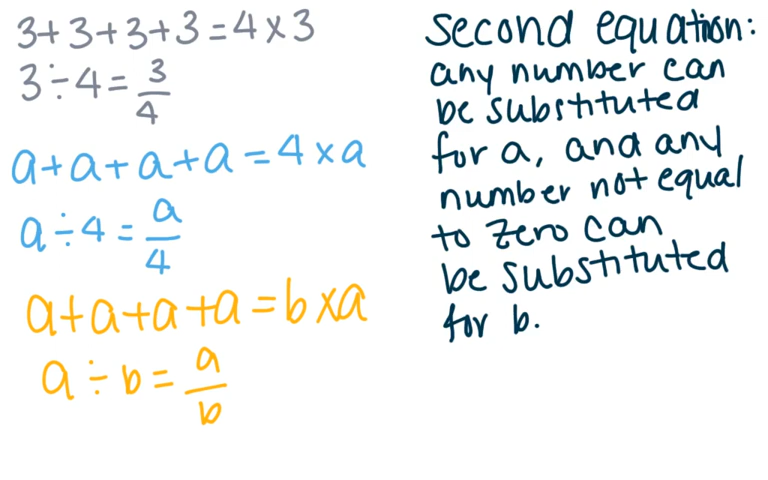 3+3+3+3=4×3
3÷4=3/4
a+a+a+a=4×a
a÷4=a/4
a+a+a+a=b×a
a÷b=a/b
Second equation:
any number can
be substituted
for a, and any
number not equal
to zero can
be substituted
for b.